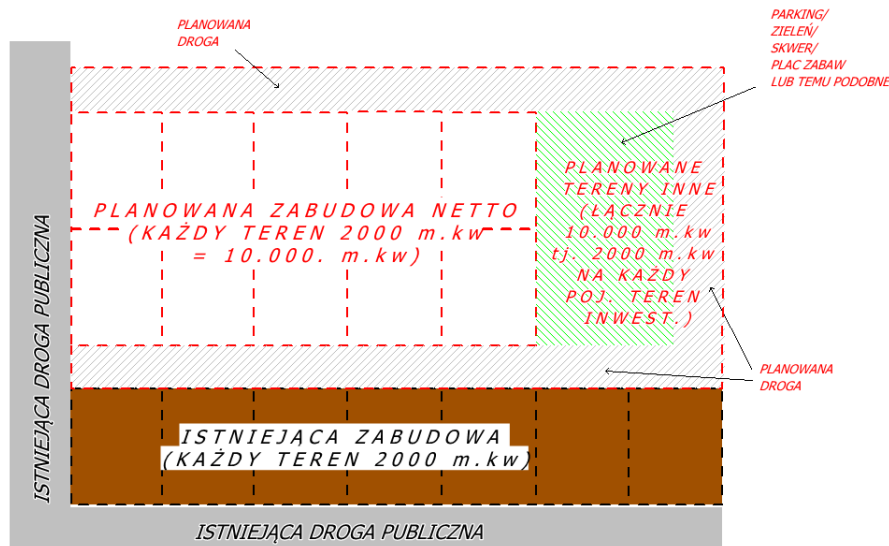 PLANOWANA
DROGA
PARKING/
ZIELEŃ/
SKWER/
PLAC ZABAW
LUB TEMU PODOBNE
ISTNIEJĄCA DROGA PUBLICZNA
PLANOWANA ZABUDOWA NETTO
(KAŻDY TEREN 2000 m.kw
= 10.000. m.kw)
PLANOWANE
TERENY INNE
(ŁĄCZNIE
10.000 m.kw
tj. 2000 m.kw
NA KAŻDY
POJ. TEREN
INWEST.)
PLANOWANA
DROGA
ISTNIEJĄCA ZABUDOWA
(KAŻDY TEREN 2000 m.kw)
ISTNIEJĄCA DROGA PUBLICZNA